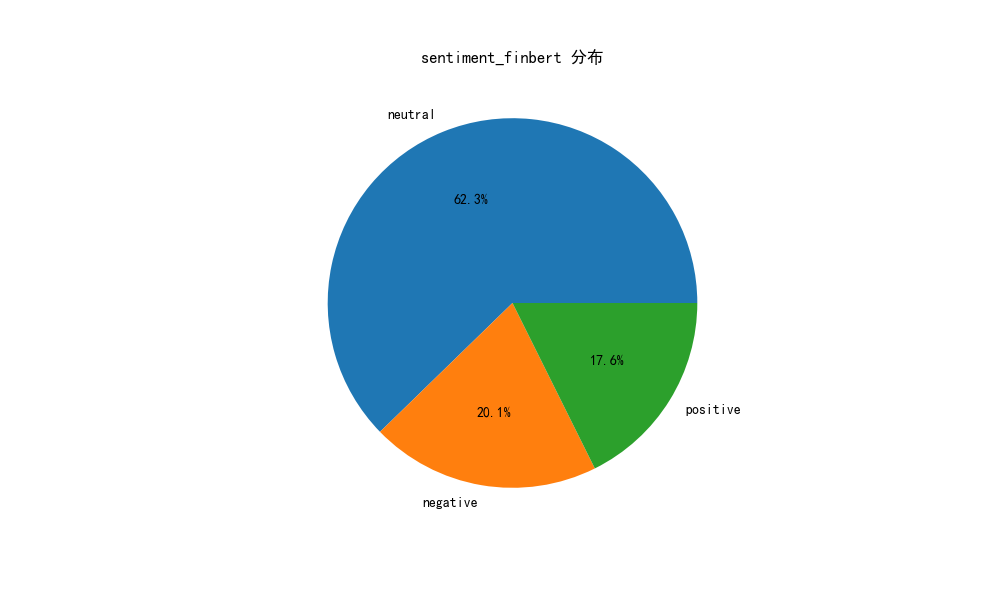 sentiment_finbert 分布
neutral
62.3%
17.6%
positive
20.1%
negative